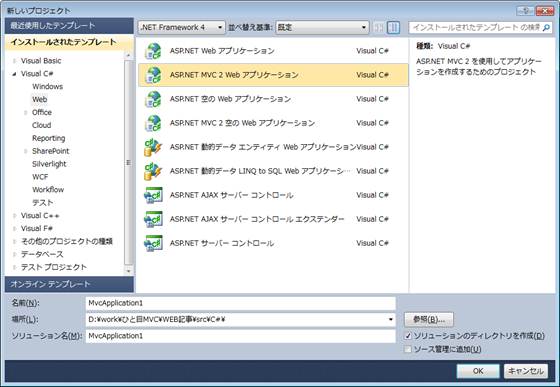 新しいプロジェクト
最近使用したテンプレート
インストールされたテンプレート
Visual Basic
Visual C#
Windows
Web
Office
Cloud
Reporting
SharePoint
Silverlight
WCF
Workflow
テスト
Visual C++
Visual F#
その他のプロジェクトの種類
データベース
テスト プロジェクト
オンライン テンプレート
.NET Framework 4 並べ替え基準: 既定
ASP.NET Web アプリケーション Visual C#
ASP.NET MVC 2 Web アプリケーション Visual C#
ASP.NET 空の Web アプリケーション Visual C#
ASP.NET MVC 2 空の Web アプリケーション Visual C#
ASP.NET 動的データ エンティティ Web アプリケーション Visual C#
ASP.NET 動的データ LINQ to SQL Web アプリケーシ… Visual C#
ASP.NET AJAX サーバー コントロール Visual C#
ASP.NET AJAX サーバー コントロール エクステンダー Visual C#
ASP.NET サーバー コントロール Visual C#
インストールされたテンプレート の検索
種類: Visual C#
ASP.NET MVC 2 を使用してアプリケ
ーションを作成するためのプロジェクト
名前(N): MvcApplication1
場所(L): D:¥work¥ひと目MVC¥WEB記事¥src¥C#¥ 参照(B)...
ソリューション名(M): MvcApplication1
ソリューションのディレクトリを作成(D)
ソース管理に追加(U)
OK キャンセル